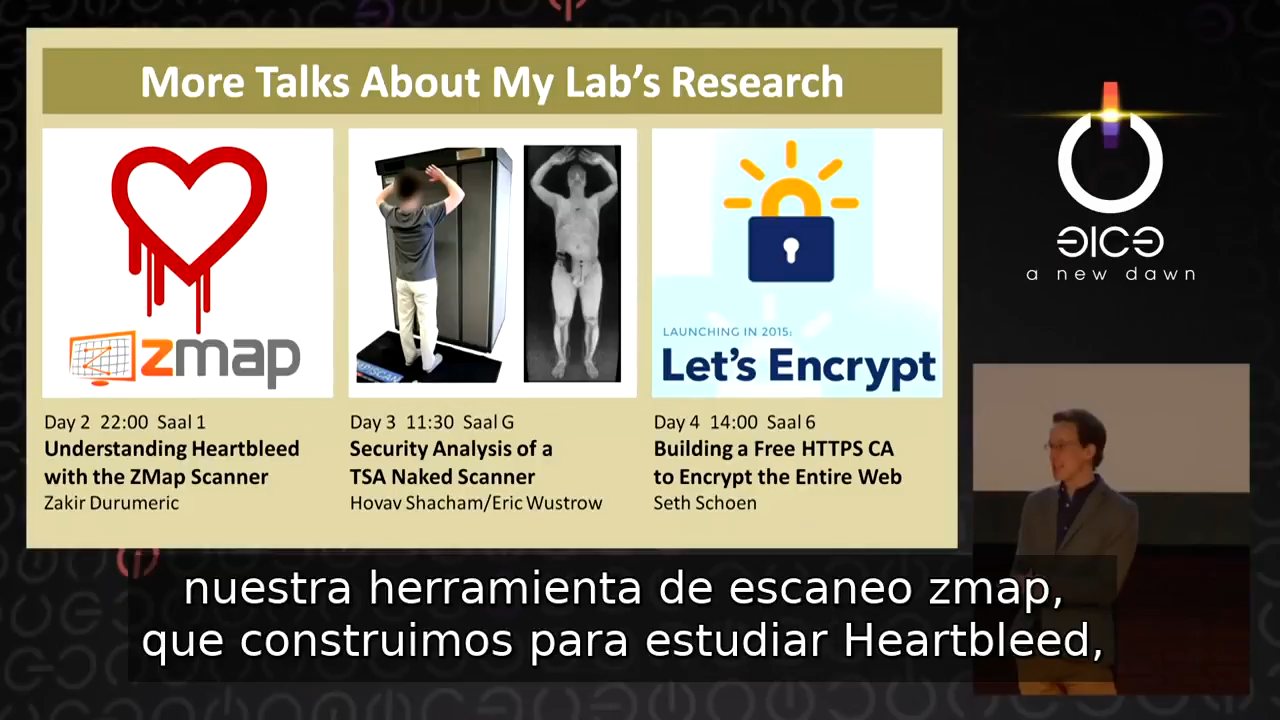 More Talks About My Lab's Research
zmap
LAUNCHING IN 2015:
Let's Encrypt
Day 2 22:00 Saal 1
Understanding Heartbleed
with the ZMap Scanner
Zakir Durumeric
Day 3 11:30 Saal G
Security Analysis of a
TSA Naked Scanner
Hovav Shacham/Eric Wustrow
Day 4 14:00 Saal 6
Building a Free HTTPS CA
to Encrypt the Entire Web
Seth Schoen
a new dawn
nuestra herramienta de escaneo zmap,
que construimos para estudiar Heartbleed,